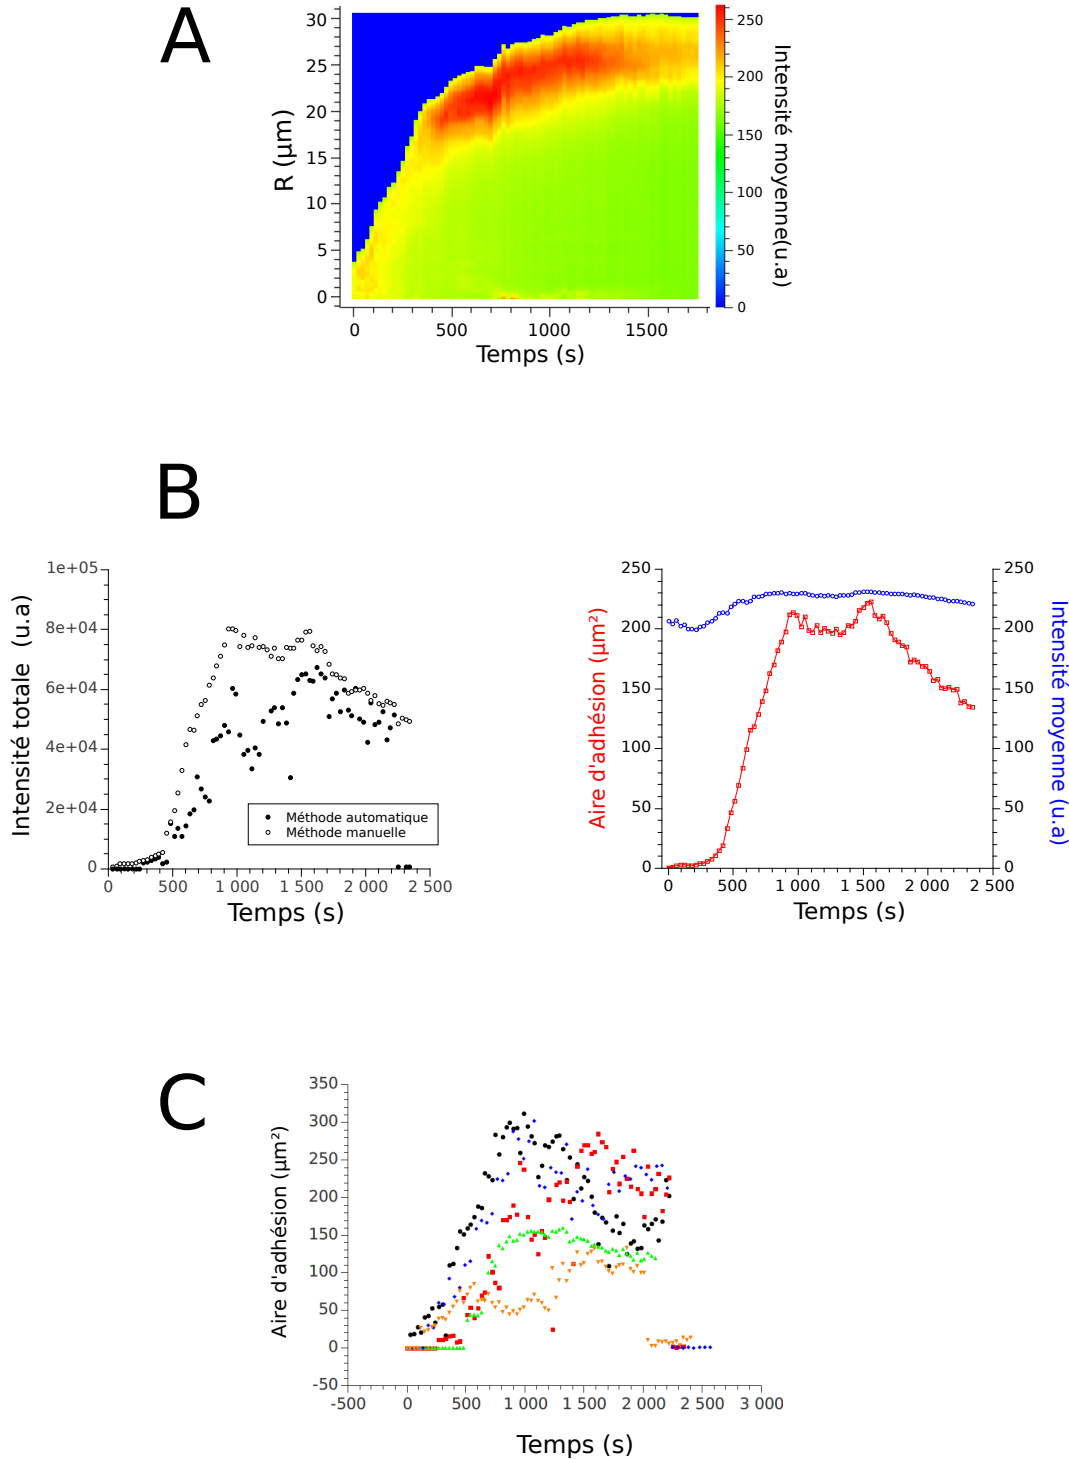 A
30
25
20
15
10
5
0
R (µm)
0 500 1000 1500
Temps (s)
250
200
150
100
50
0
Intensité moyenne(u.a)
B
1e+05
8e+04
6e+04
4e+04
2e+04
0
Intensité totale (u.a)
Méthode automatique
Méthode manuelle
0 500 1 000 1 500 2 000 2 500
Temps (s)
250
200
150
100
50
0
Aire d'adhésion (µm²)
250
200
150
100
50
0
Intensité moyenne (u.a)
0 500 1 000 1 500 2 000 2 500
Temps (s)
C
350
300
250
200
150
100
50
0
-50
Aire d'adhésion (µm²)
-500 0 500 1 000 1 500 2 000 2 500 3 000
Temps (s)